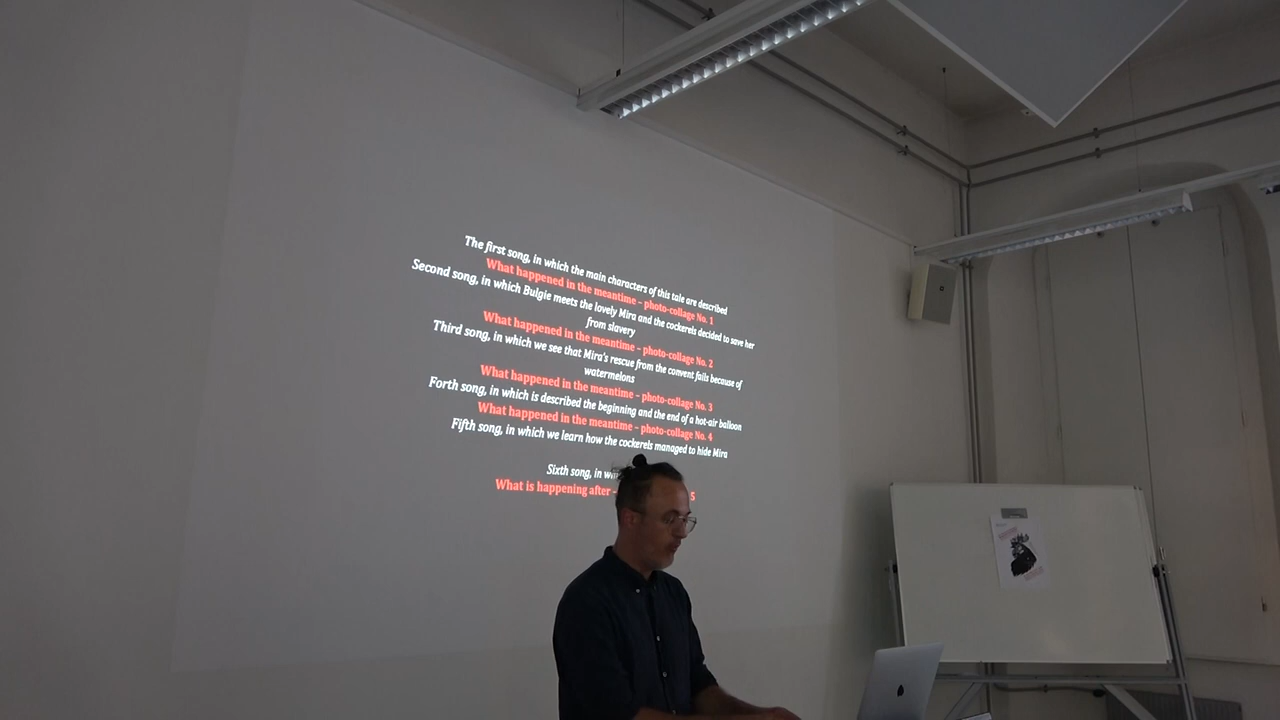 The first song, in which the main characters of this tale are described
What happened in the meantime – photo-collage No. 1
Second song, in which Bulgie meets the lovely Mira and the cockerels decided to save her
from slavery
What happened in the meantime – photo-collage No. 2
Third song, in which we see that Mira's rescue from the convent fails because of
watermelons
What happened in the meantime – photo-collage No. 3
Forth song, in which is described the beginning and the end of a hot-air balloon
What happened in the meantime – photo-collage No. 4
Fifth song, in which we learn how the cockerels managed to hide Mira
Sixth song, in
What is happening after – 5